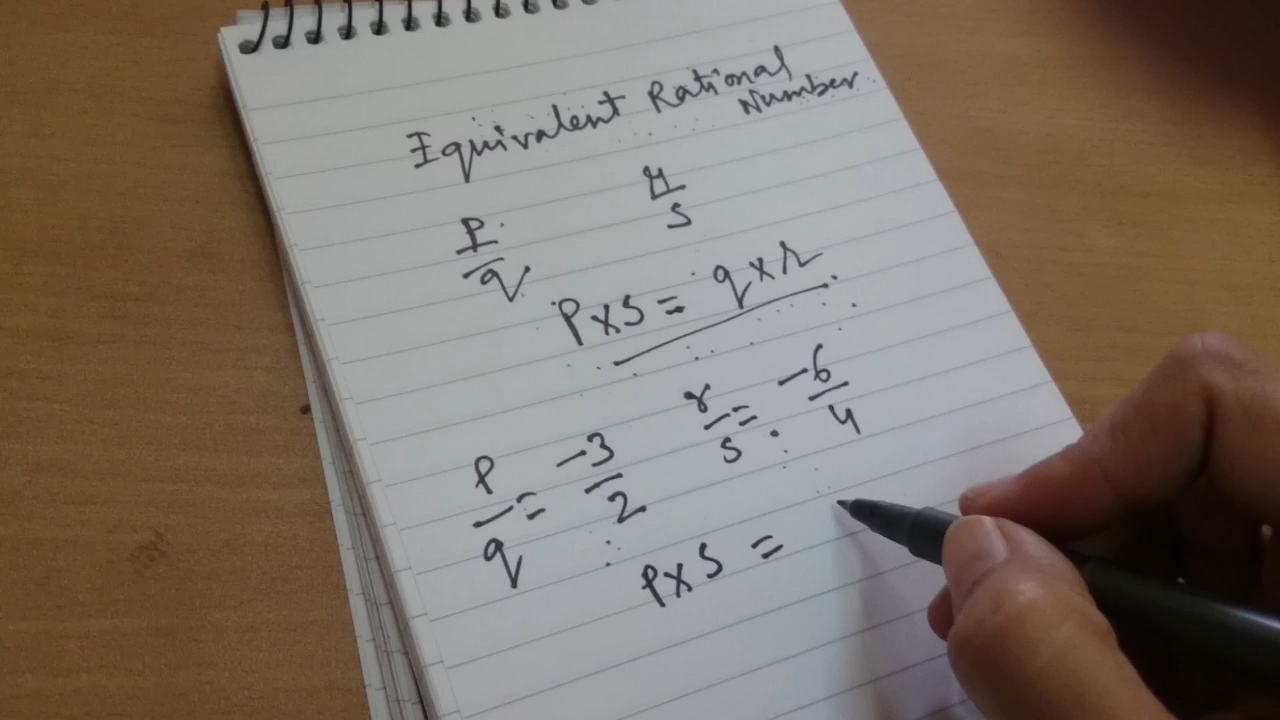 Equivalent Rational
Number
p/q r/s
p×s = q×r
p/q = -3/2 r/s = -6/4
p×s =